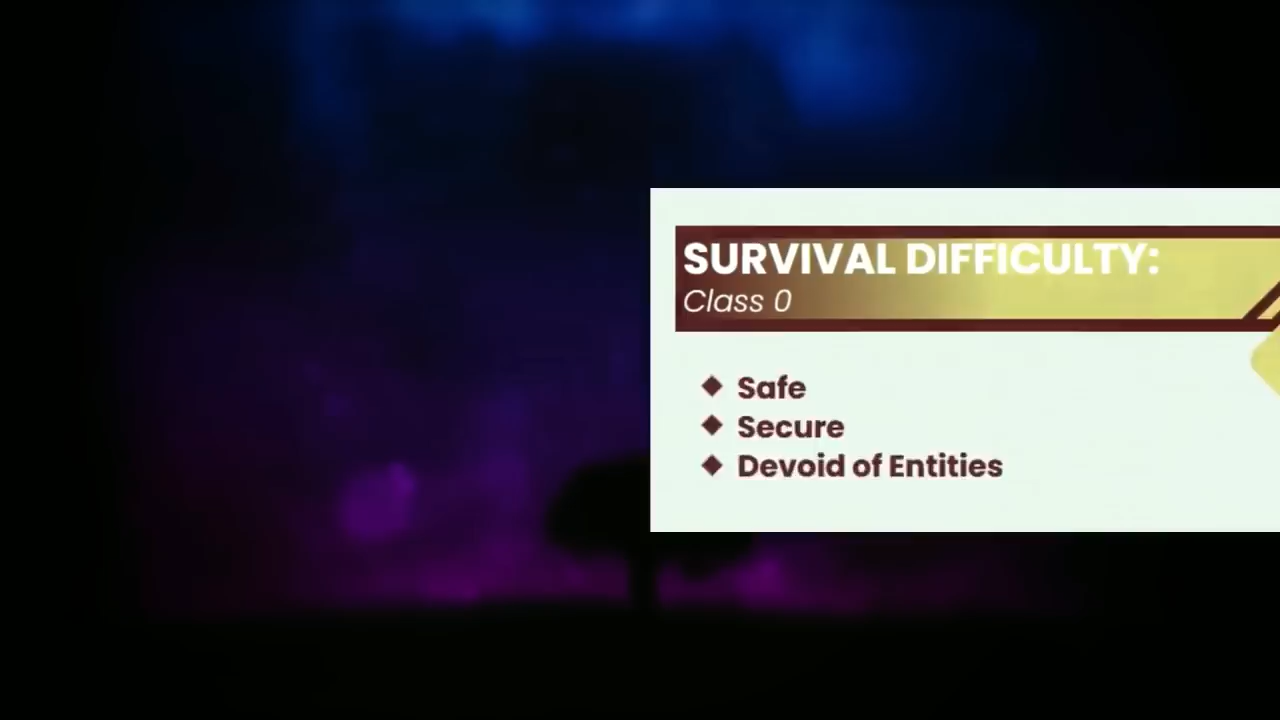 SURVIVAL DIFFICULTY:
Class 0
Safe
Secure
Devoid of Entities